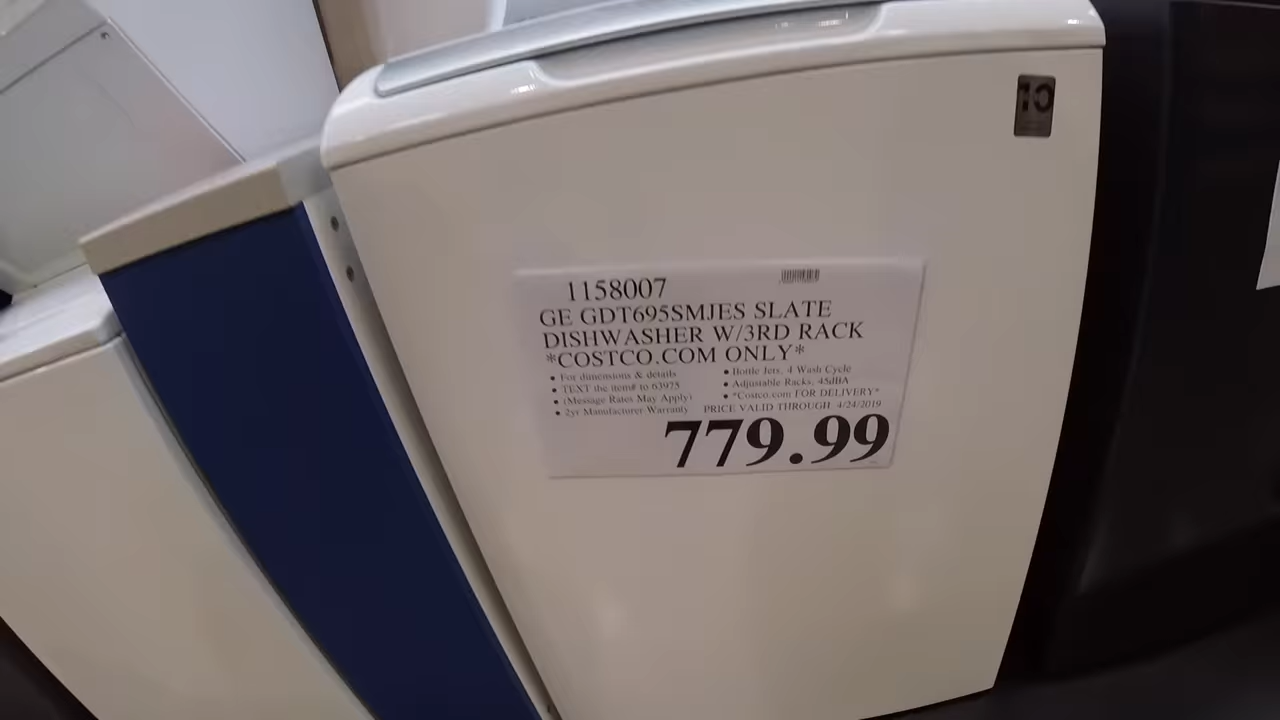 10
1158007
GE GDT695SMJES SLATE
DISHWASHER W/3RD RACK
*COSTCO.COM ONLY*
• For dimensions & details
• TEXT the item# to 63975
• (Message Rates May Apply)
• 2yr Manufacturer Warranty
• Bottle Jets, 4 Wash Cycle
• Adjustable Racks, 45dBA
• *Costco.com FOR DELIVERY*
PRICE VALID THROUGH: 4/24/2019
779.99